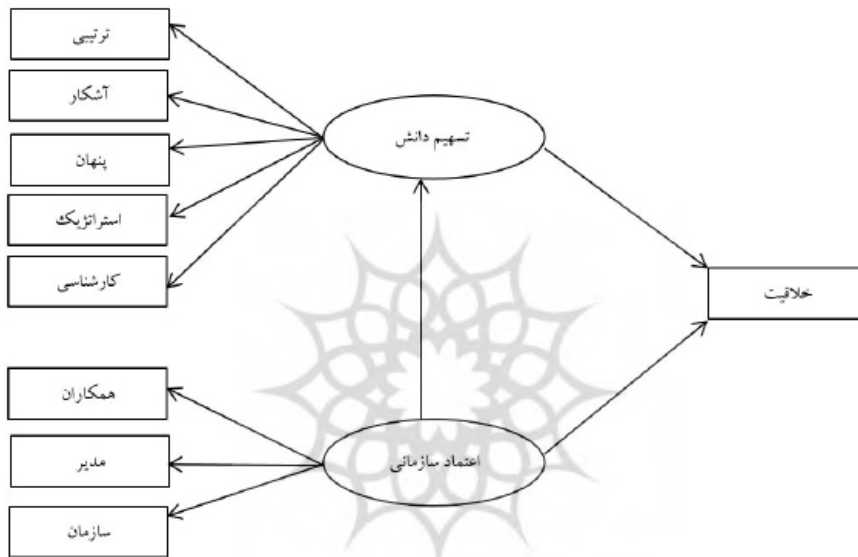 ترتیبی
آشکار
پنهان
استراتژیک
کارشناسی
تسهیم دانش
خلاقیت
همکاران
مدیر
سازمان
اعتماد سازمانی